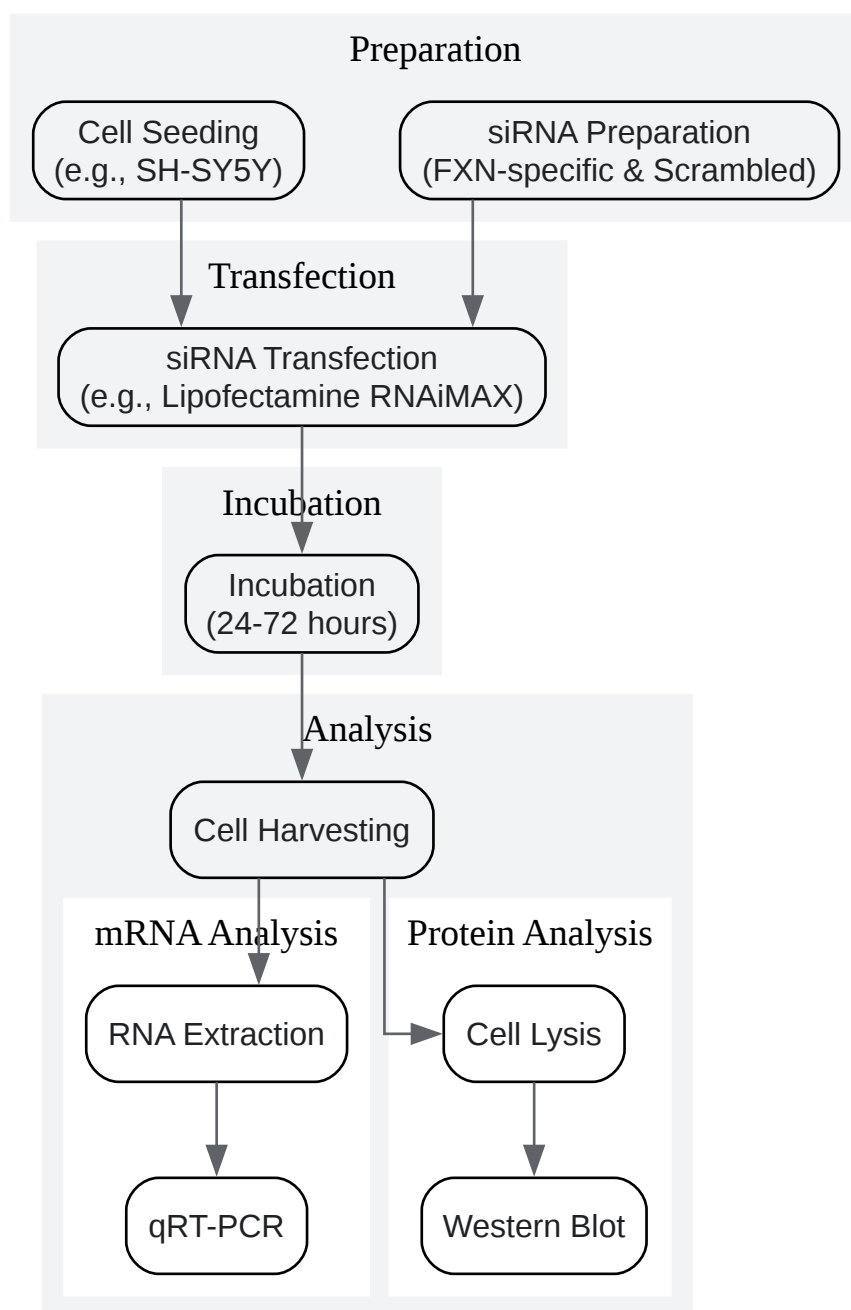 Preparation
Cell Seeding
(e.g., SH-SY5Y)
siRNA Preparation
(FXN-specific & Scrambled)
Transfection
siRNA Transfection
(e.g., Lipofectamine RNAiMAX)
Incubation
Incubation
(24-72 hours)
Analysis
Cell Harvesting
mRNA Analysis
Protein Analysis
RNA Extraction
Cell Lysis
qRT-PCR
Western Blot